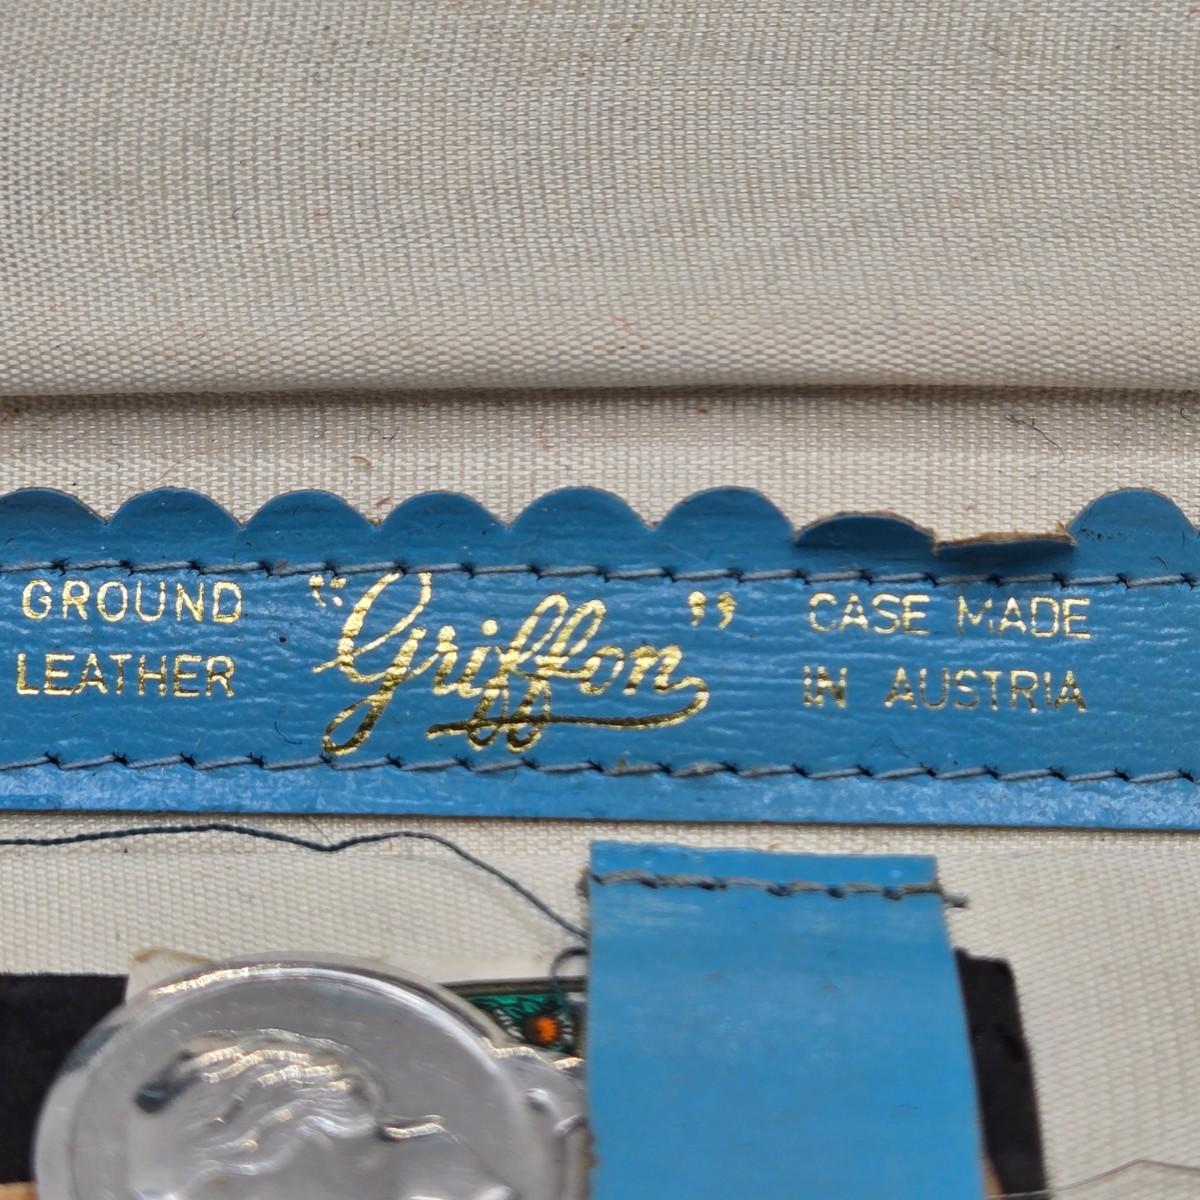 GROUND
LEATHER
"Griffon"
CASE MADE
IN AUSTRIA